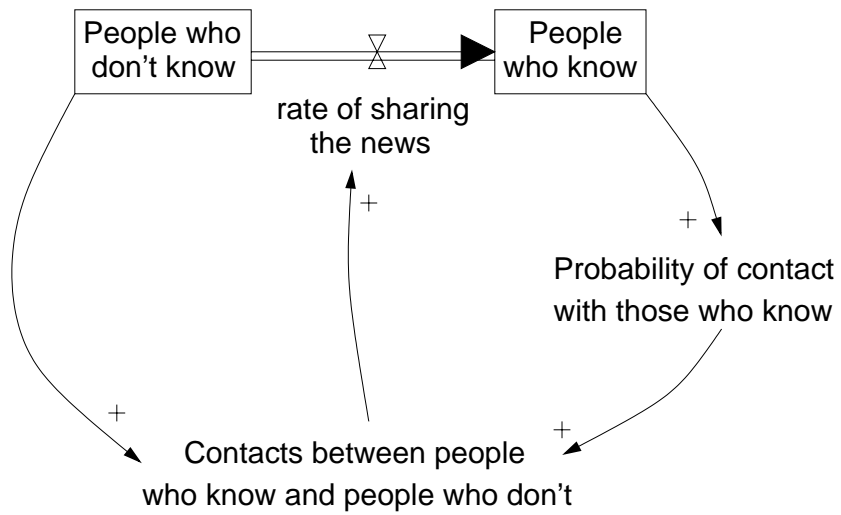 People who
don't know
People
who know
rate of sharing
the news
+
+
Probability of contact
with those who know
+
+
Contacts between people
who know and people who don't